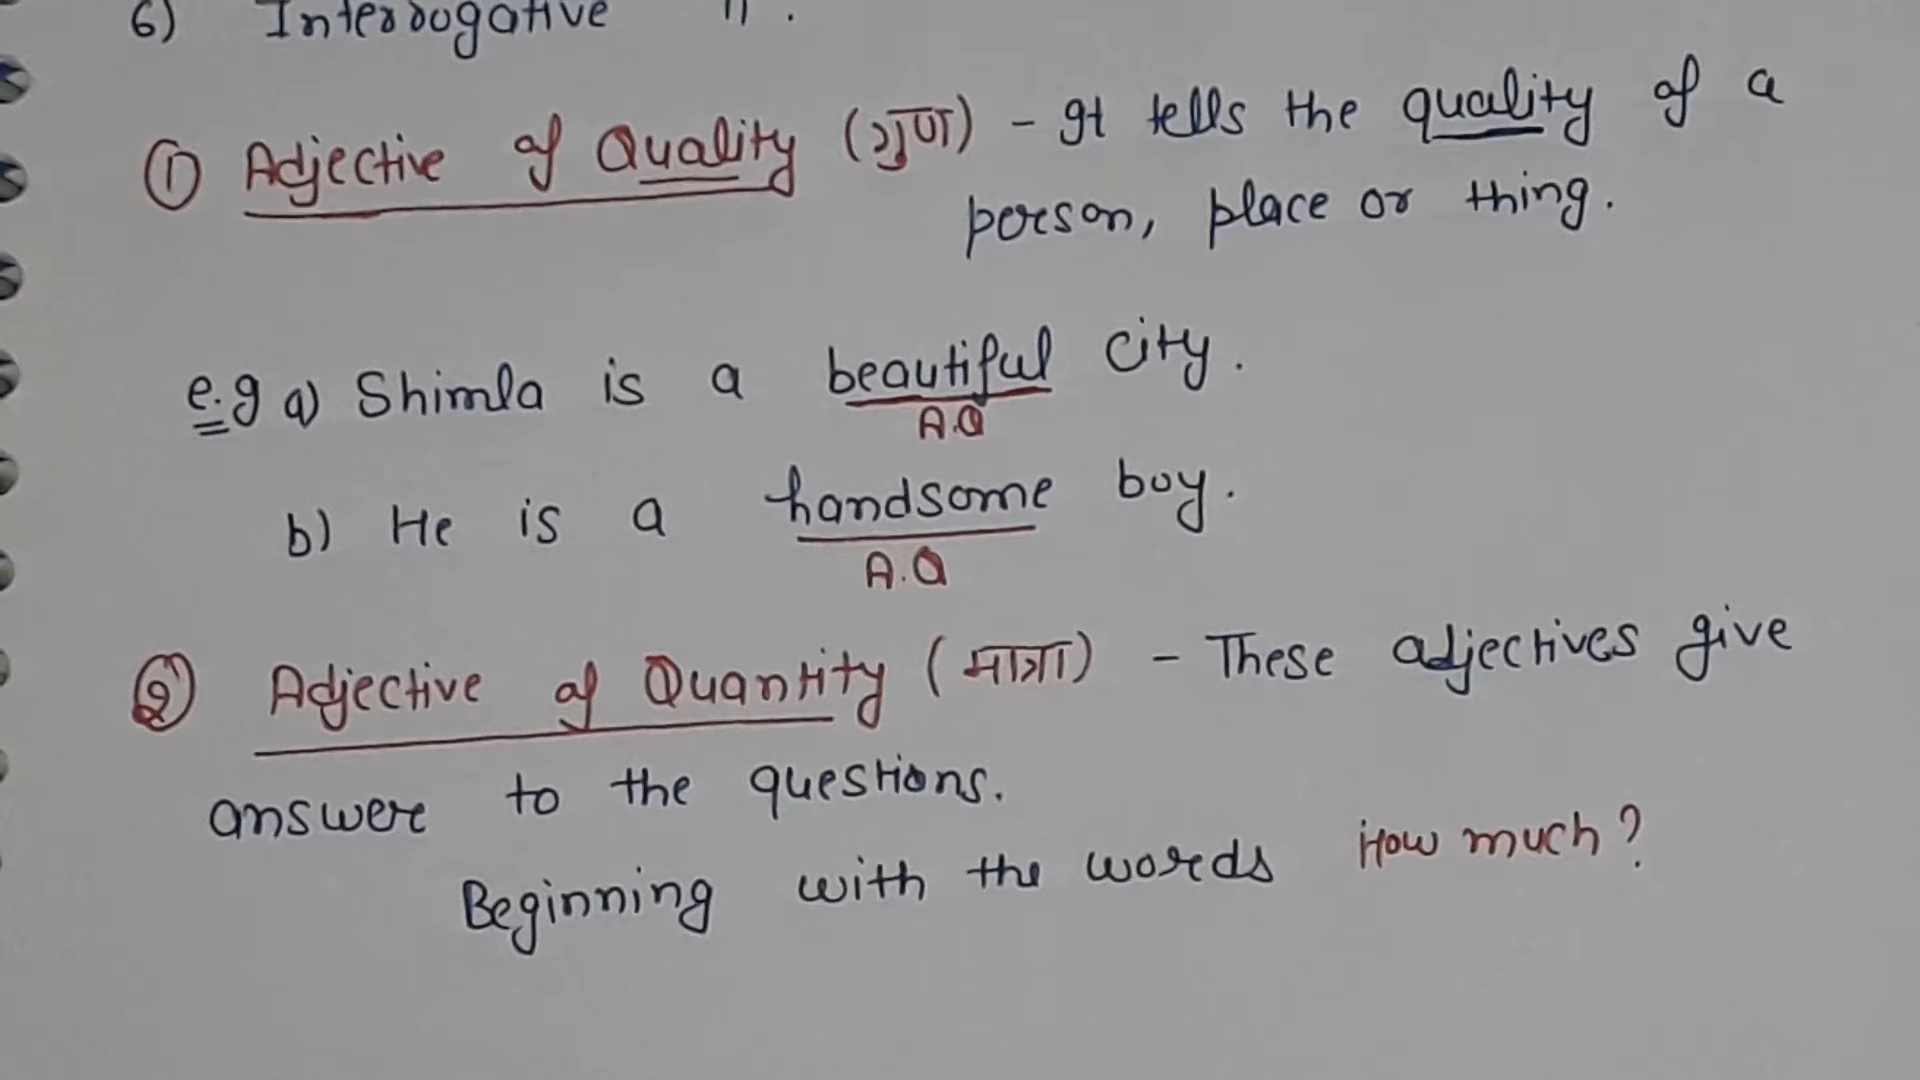 6) Interrogative 11.
① Adjective of Quality (गुण) - It tells the quality of a
person, place or thing.
e.g a) Shimla is a beautiful city.
A.Q
b) He is a handsome boy.
A.Q
② Adjective of Quantity (मात्रा) - These adjectives give
answer to the questions.
Beginning with the words How much?